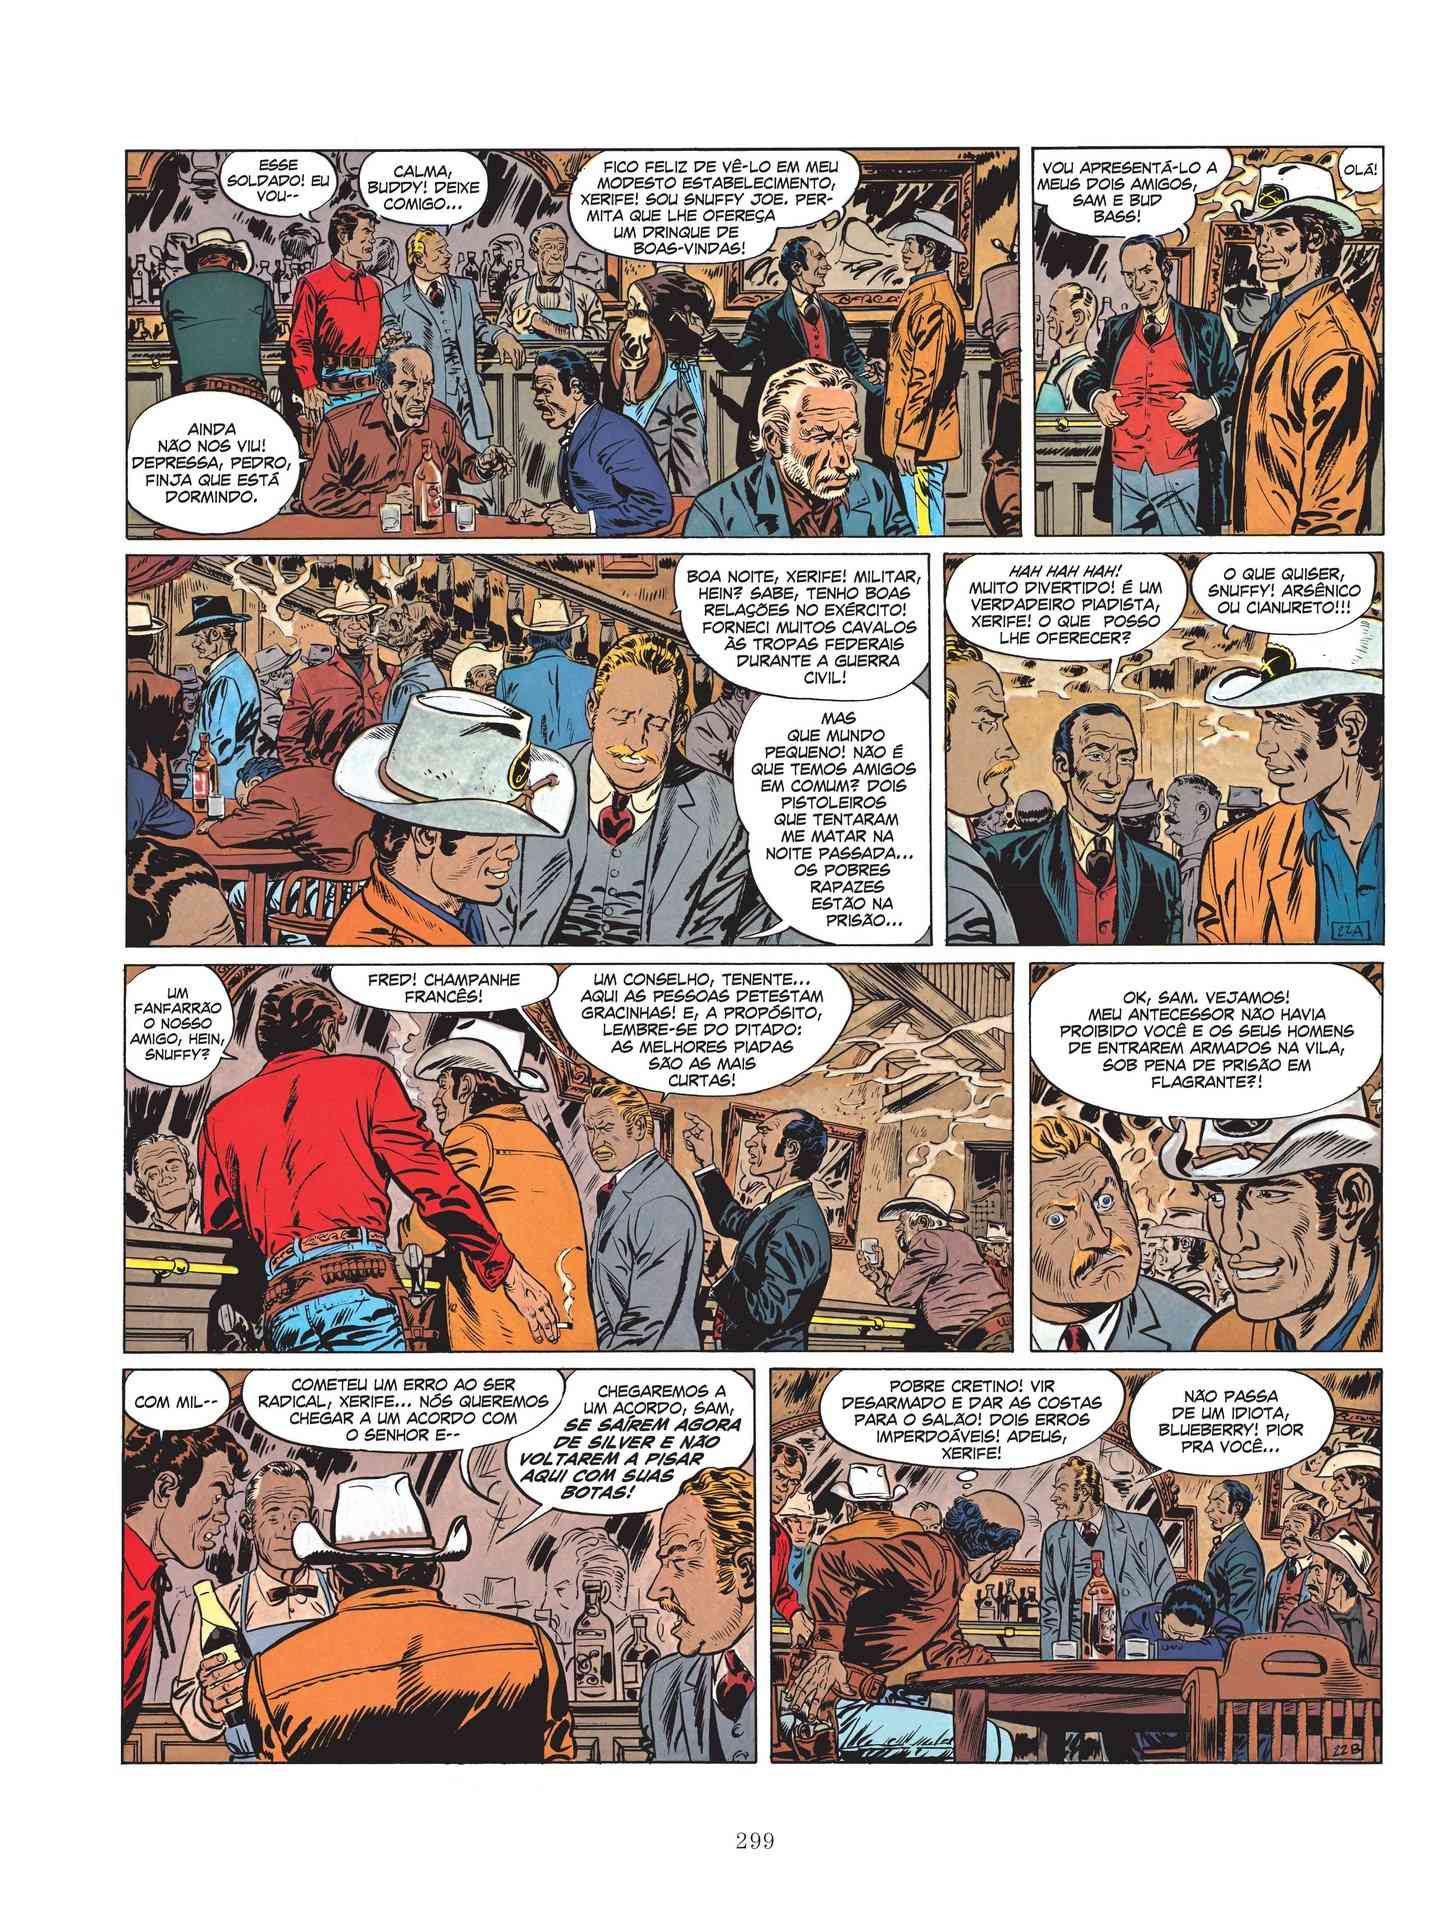 ESSE
SOLDADO! EU
VOU--
CALMA,
BUDDY! DEIXE
COMIGO...
FICO FELIZ DE VÊ-LO EM MEU
MODESTO ESTABELECIMENTO,
XERIFE! SOU SNUFFY JOE. PER-
MITA QUE LHE OFEREÇA
UM DRINQUE DE
BOAS-VINDAS!
AINDA
NÃO NOS VIU!
DEPRESSA, PEDRO,
FINJA QUE ESTÁ
DORMINDO.
VOU APRESENTÁ-LO A
MEUS DOIS AMIGOS,
SAM E BUD
BASS!
OLÁ!
BOA NOITE, XERIFE! MILITAR,
HEIN? SABE, TENHO BOAS
RELAÇÕES NO EXÉRCITO!
FORNECI MUITOS CAVALOS
ÀS TROPAS FEDERAIS
DURANTE A GUERRA
CIVIL!
MAS
QUE MUNDO
PEQUENO! NÃO É
QUE TEMOS AMIGOS
EM COMUM? DOIS
PISTOLEIROS
QUE TENTARAM
ME MATAR NA
NOITE PASSADA...
OS POBRES
RAPAZES
ESTÃO NA
PRISÃO...
HAH HAH HAH!
MUITO DIVERTIDO! É UM
VERDADEIRO PIADISTA,
XERIFE! O QUE POSSO
LHE OFERECER?
O QUE QUISER,
SNUFFY! ARSÊNICO
OU CIANURETO!!!
22A
UM
FANFARRÃO
O NOSSO
AMIGO, HEIN,
SNUFFY?
FRED! CHAMPANHE
FRANCÊS!
UM CONSELHO, TENENTE...
AQUI AS PESSOAS DETESTAM
GRACINHAS! E, A PROPÓSITO,
LEMBRE-SE DO DITADO:
AS MELHORES PIADAS
SÃO AS MAIS
CURTAS!
OK, SAM. VEJAMOS!
MEU ANTECESSOR NÃO HAVIA
PROIBIDO VOCÊ E OS SEUS HOMENS
DE ENTRAREM ARMADOS NA VILA,
SOB PENA DE PRISÃO EM
FLAGRANTE?!
COM MIL--
COMETEU UM ERRO AO SER
RADICAL, XERIFE... NÓS QUEREMOS
CHEGAR A UM ACORDO COM
O SENHOR E--
CHEGAREMOS A
UM ACORDO, SAM,
SE SAÍREM AGORA
DE SILVER E NÃO
VOLTAREM A PISAR
AQUI COM SUAS
BOTAS!
POBRE CRETINO! VIR
DESARMADO E DAR AS COSTAS
PARA O SALÃO! DOIS ERROS
IMPERDOÁVEIS! ADEUS,
XERIFE!
NÃO PASSA
DE UM IDIOTA,
BLUEBERRY! PIOR
PRA VOCÊ...
22B
299